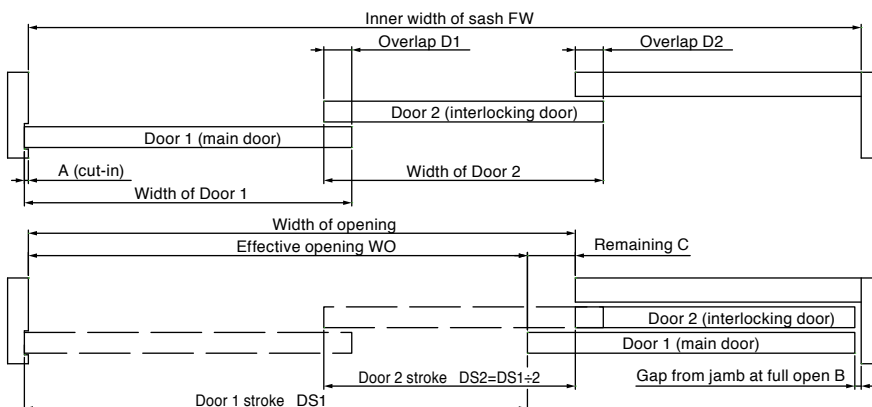 Inner width of sash FW
Overlap D1
Overlap D2
Door 2 (interlocking door)
Door 1 (main door)
A (cut-in)
Width of Door 2
Width of Door 1
Width of opening
Effective opening WO
Remaining C
Door 2 (interlocking door)
Door 1 (main door)
Door 2 stroke DS2=DS1÷2
Gap from jamb at full open B
Door 1 stroke DS1